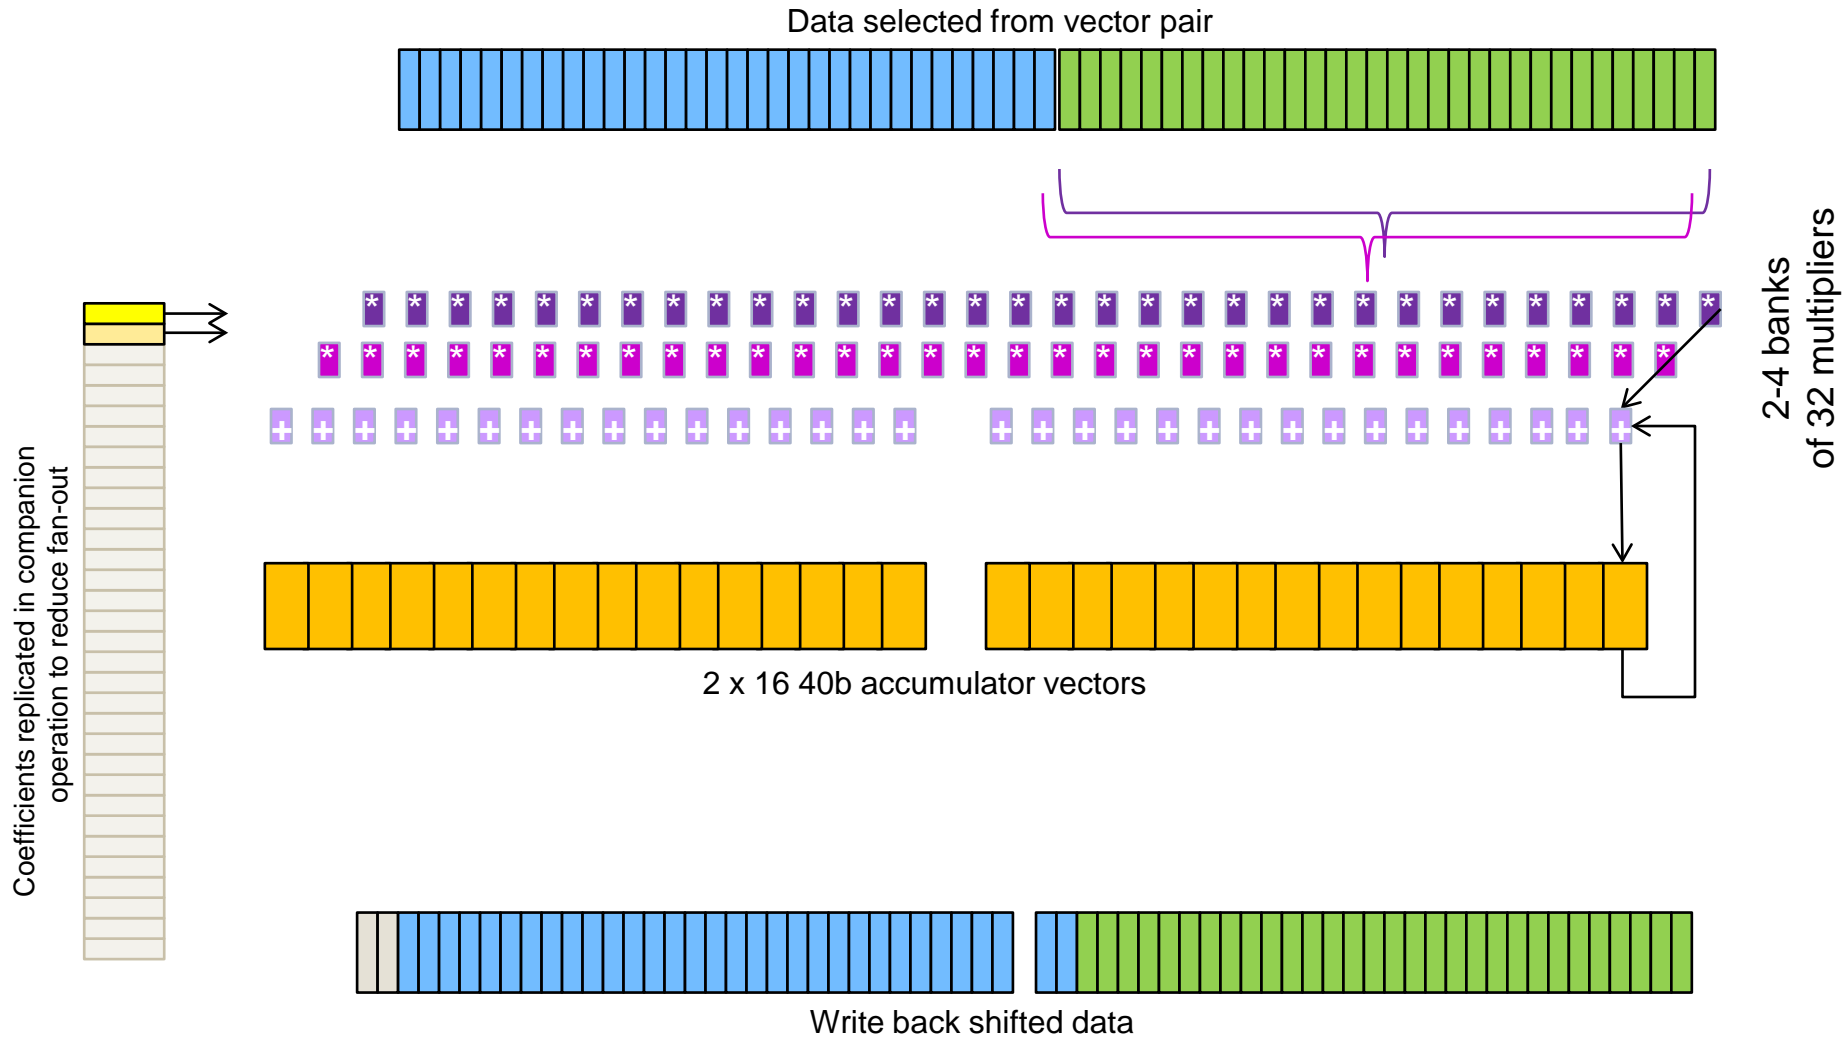 Data selected from vector pair
2-4 banks
of 32 multipliers
* * * * * * * * * * * * * * * * * * * * * * * * * * * * * * * *
* * * * * * * * * * * * * * * * * * * * * * * * * * * * * * * *
+ + + + + + + + + + + + + + + + + + + + + + + + + + + + + + + +
Coefficients replicated in companion
operation to reduce fan-out
2 x 16 40b accumulator vectors
Write back shifted data